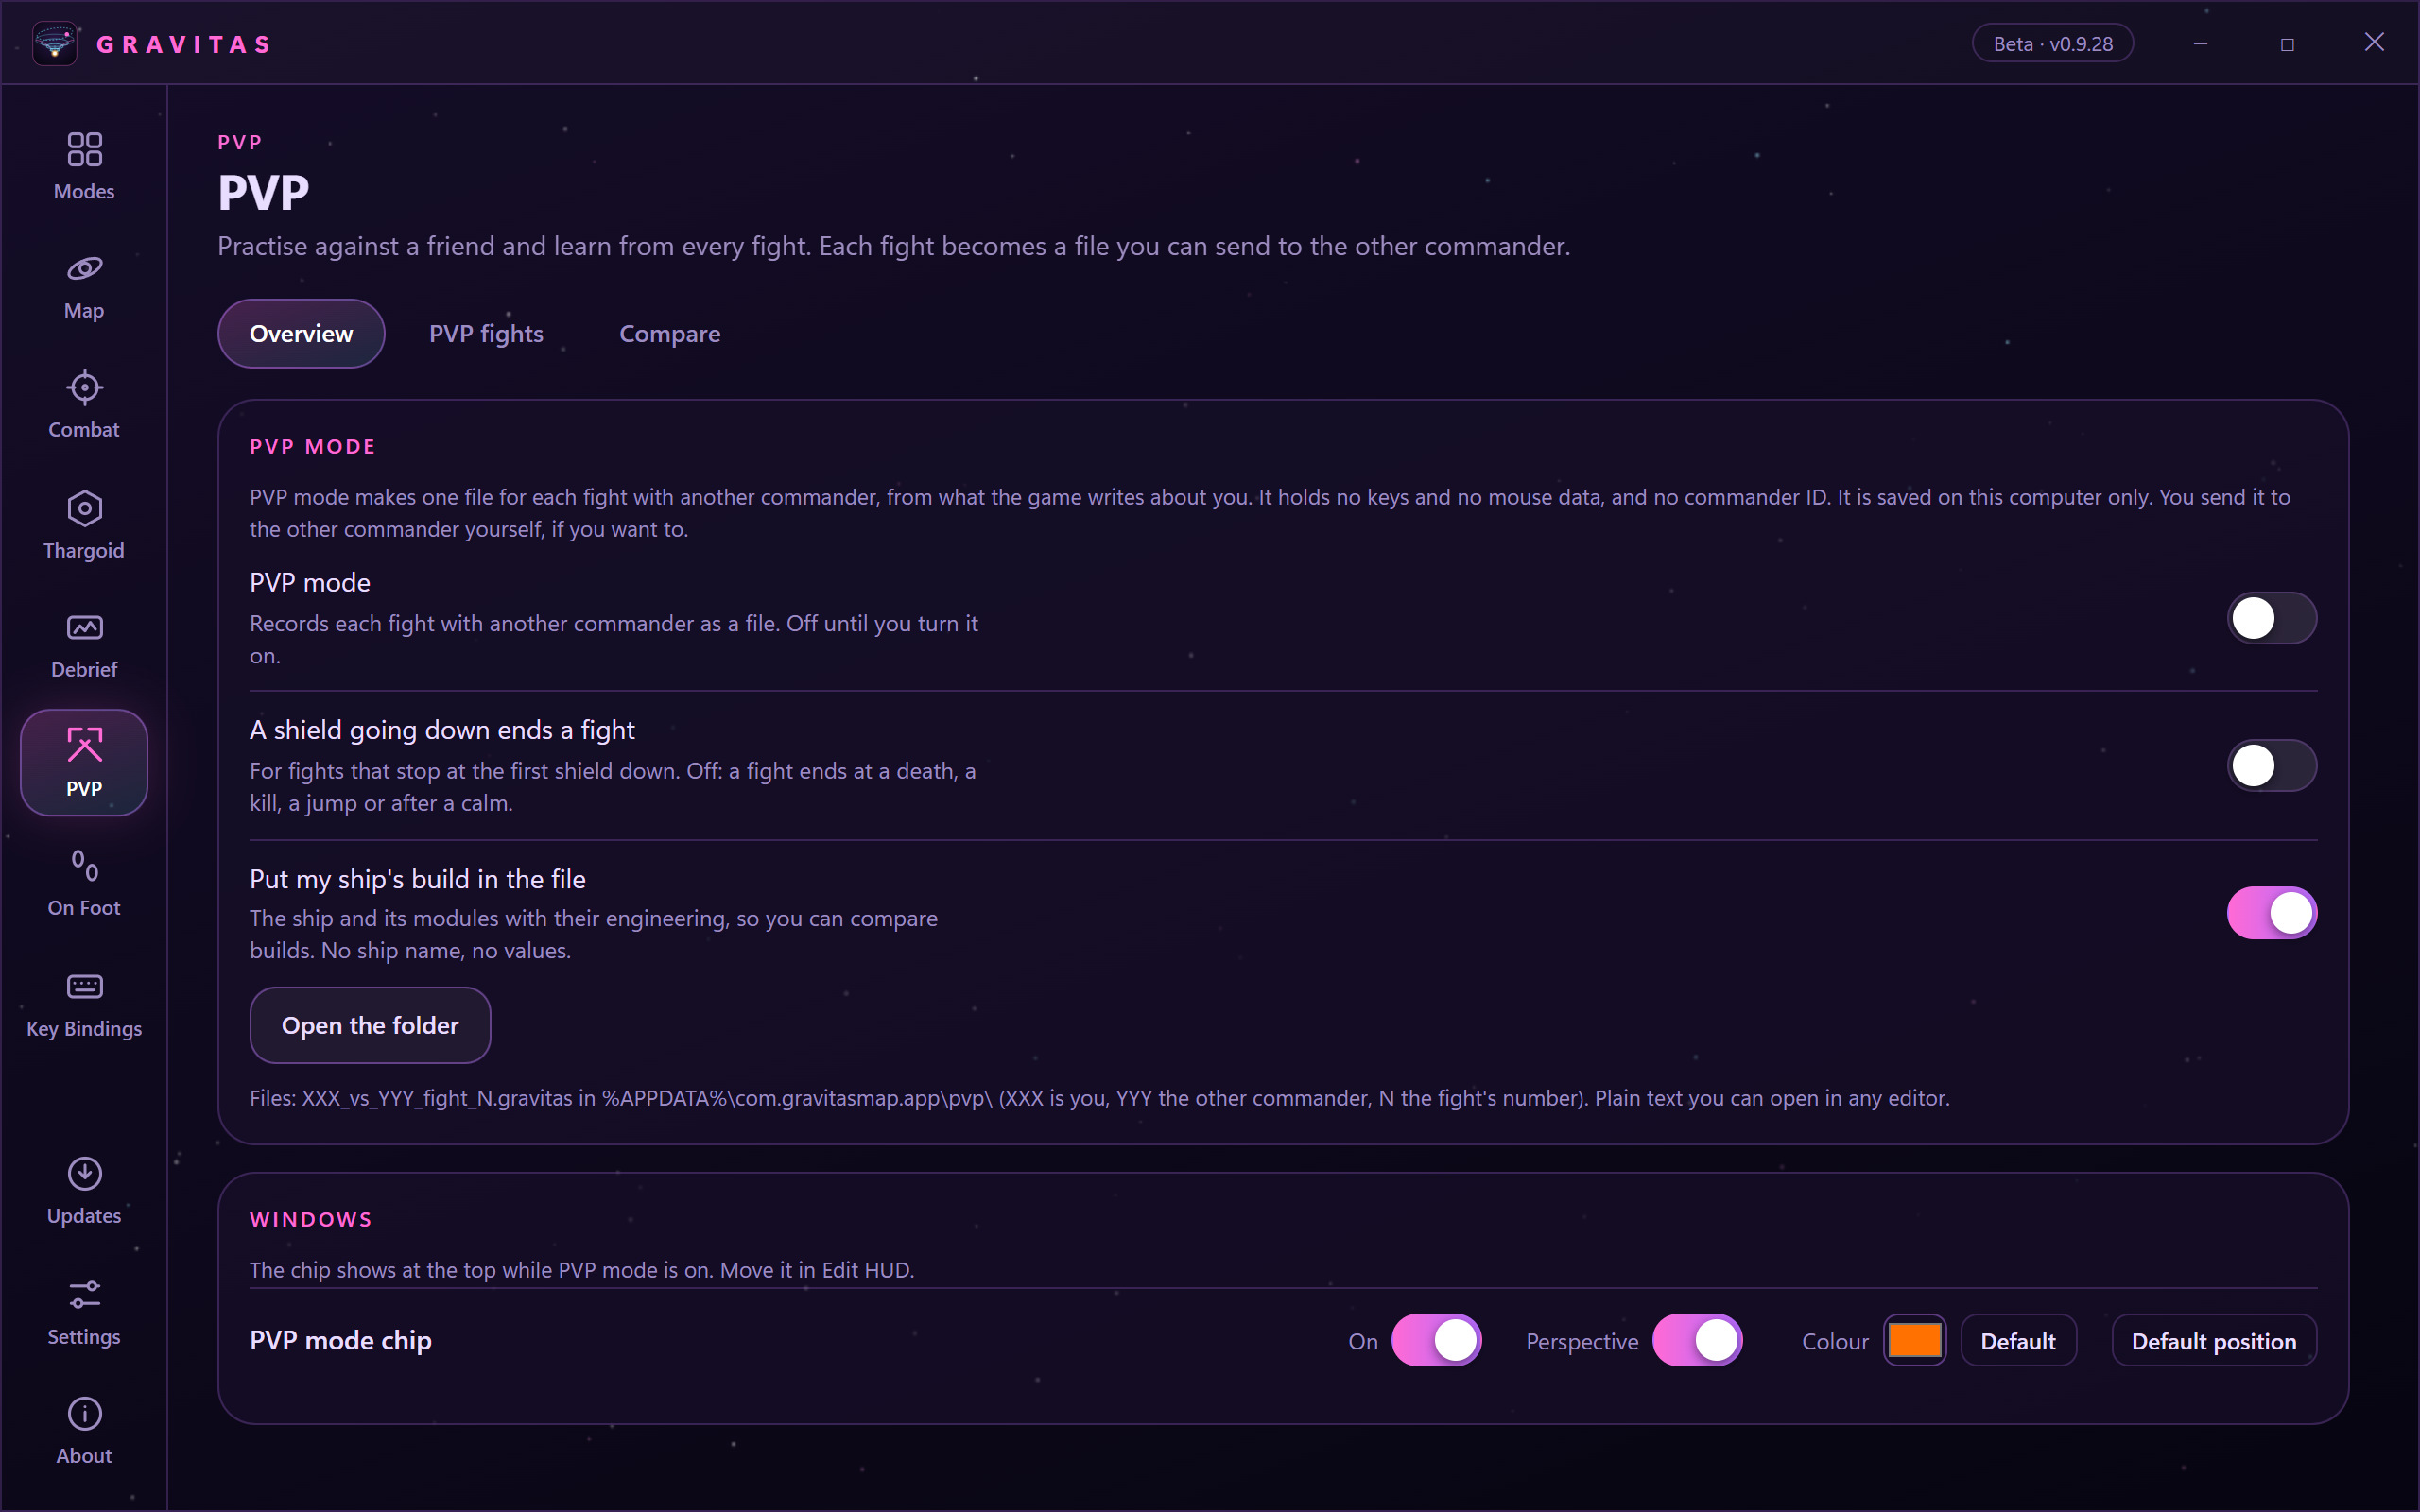 GRAVITAS
Beta · v0.9.28
Modes
Map
Combat
Thargoid
Debrief
PVP
On Foot
Key Bindings
Updates
Settings
About
PVP
PVP
Practise against a friend and learn from every fight. Each fight becomes a file you can send to the other commander.
Overview
PVP fights
Compare
PVP MODE
PVP mode makes one file for each fight with another commander, from what the game writes about you. It holds no keys and no mouse data, and no commander ID. It is saved on this computer only. You send it to
the other commander yourself, if you want to.
PVP mode
Records each fight with another commander as a file. Off until you turn it
on.
A shield going down ends a fight
For fights that stop at the first shield down. Off: a fight ends at a death, a
kill, a jump or after a calm.
Put my ship's build in the file
The ship and its modules with their engineering, so you can compare
builds. No ship name, no values.
Open the folder
Files: XXX_vs_YYY_fight_N.gravitas in %APPDATA%\com.gravitasmap.app\pvp\ (XXX is you, YYY the other commander, N the fight's number). Plain text you can open in any editor.
WINDOWS
The chip shows at the top while PVP mode is on. Move it in Edit HUD.
PVP mode chip
On
Perspective
Colour
Default
Default position